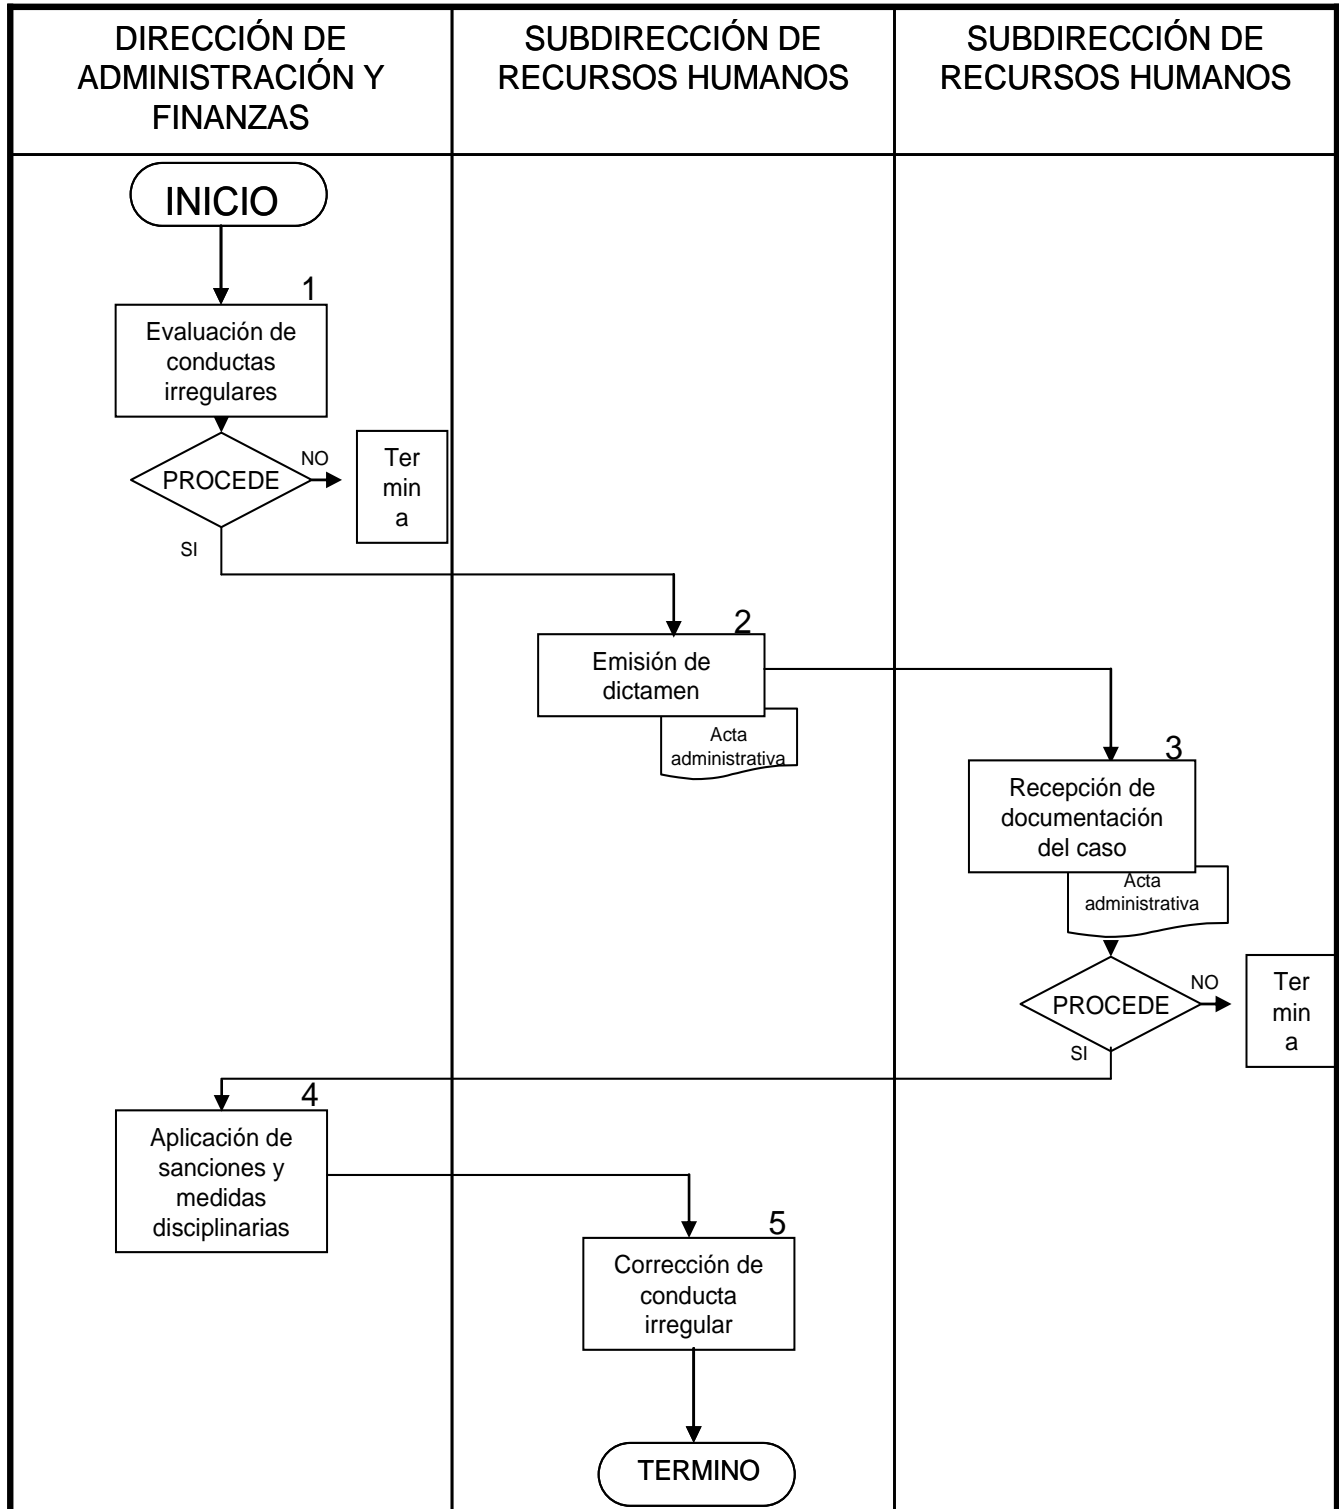 DIRECCIÓN DE
ADMINISTRACIÓN Y
FINANZAS
SUBDIRECCIÓN DE
RECURSOS HUMANOS
SUBDIRECCIÓN DE
RECURSOS HUMANOS
INICIO
1
Evaluación de
conductas
irregulares
PROCEDE
NO
Ter
min
a
SI
2
Emisión de
dictamen
Acta
administrativa
3
Recepción de
documentación
del caso
Acta
administrativa
PROCEDE
NO
Ter
min
a
SI
4
Aplicación de
sanciones y
medidas
disciplinarias
5
Corrección de
conducta
irregular
TERMINO